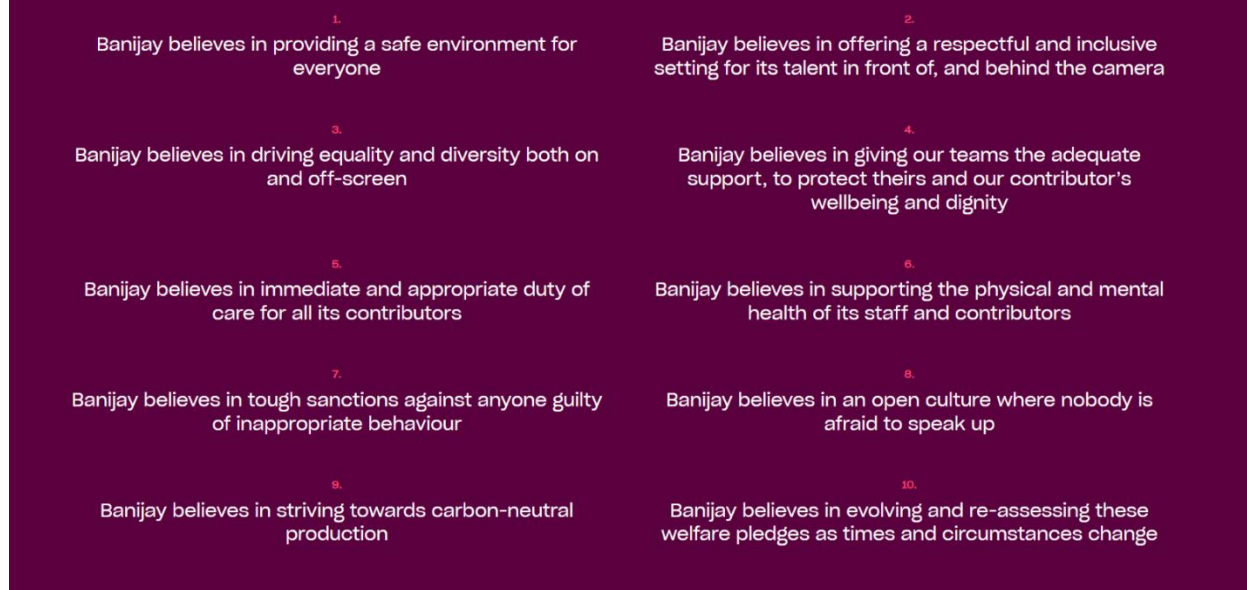 1.
Banijay believes in providing a safe environment for
everyone
2.
Banijay believes in offering a respectful and inclusive
setting for its talent in front of, and behind the camera
3.
Banijay believes in driving equality and diversity both on
and off-screen
4.
Banijay believes in giving our teams the adequate
support, to protect theirs and our contributor’s
wellbeing and dignity
5.
Banijay believes in immediate and appropriate duty of
care for all its contributors
6.
Banijay believes in supporting the physical and mental
health of its staff and contributors
7.
Banijay believes in tough sanctions against anyone guilty
of inappropriate behaviour
8.
Banijay believes in an open culture where nobody is
afraid to speak up
9.
Banijay believes in striving towards carbon-neutral
production
10.
Banijay believes in evolving and re-assessing these
welfare pledges as times and circumstances change